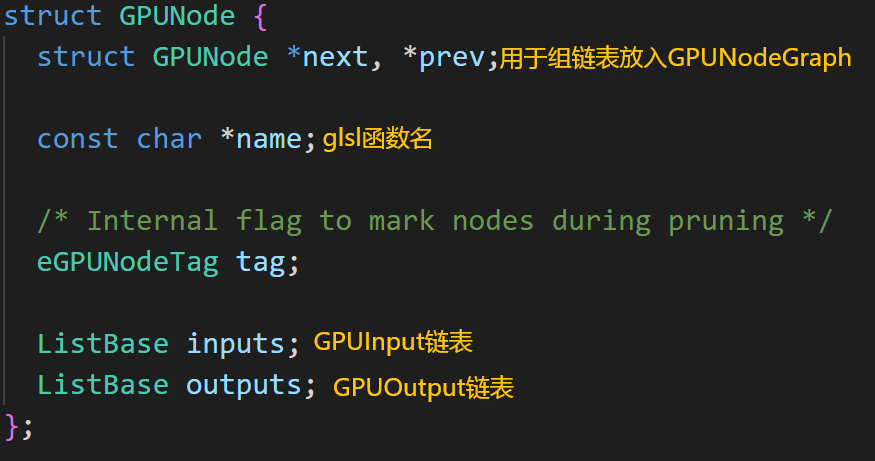 struct GPUNode {
struct GPUNode *next, *prev;用于组链表放入GPUNodeGraph
const char *name;glsl函数名
/* Internal flag to mark nodes during pruning */
eGPUNodeTag tag;
ListBase inputs; GPUInput链表
ListBase outputs; GPUOutput链表
};